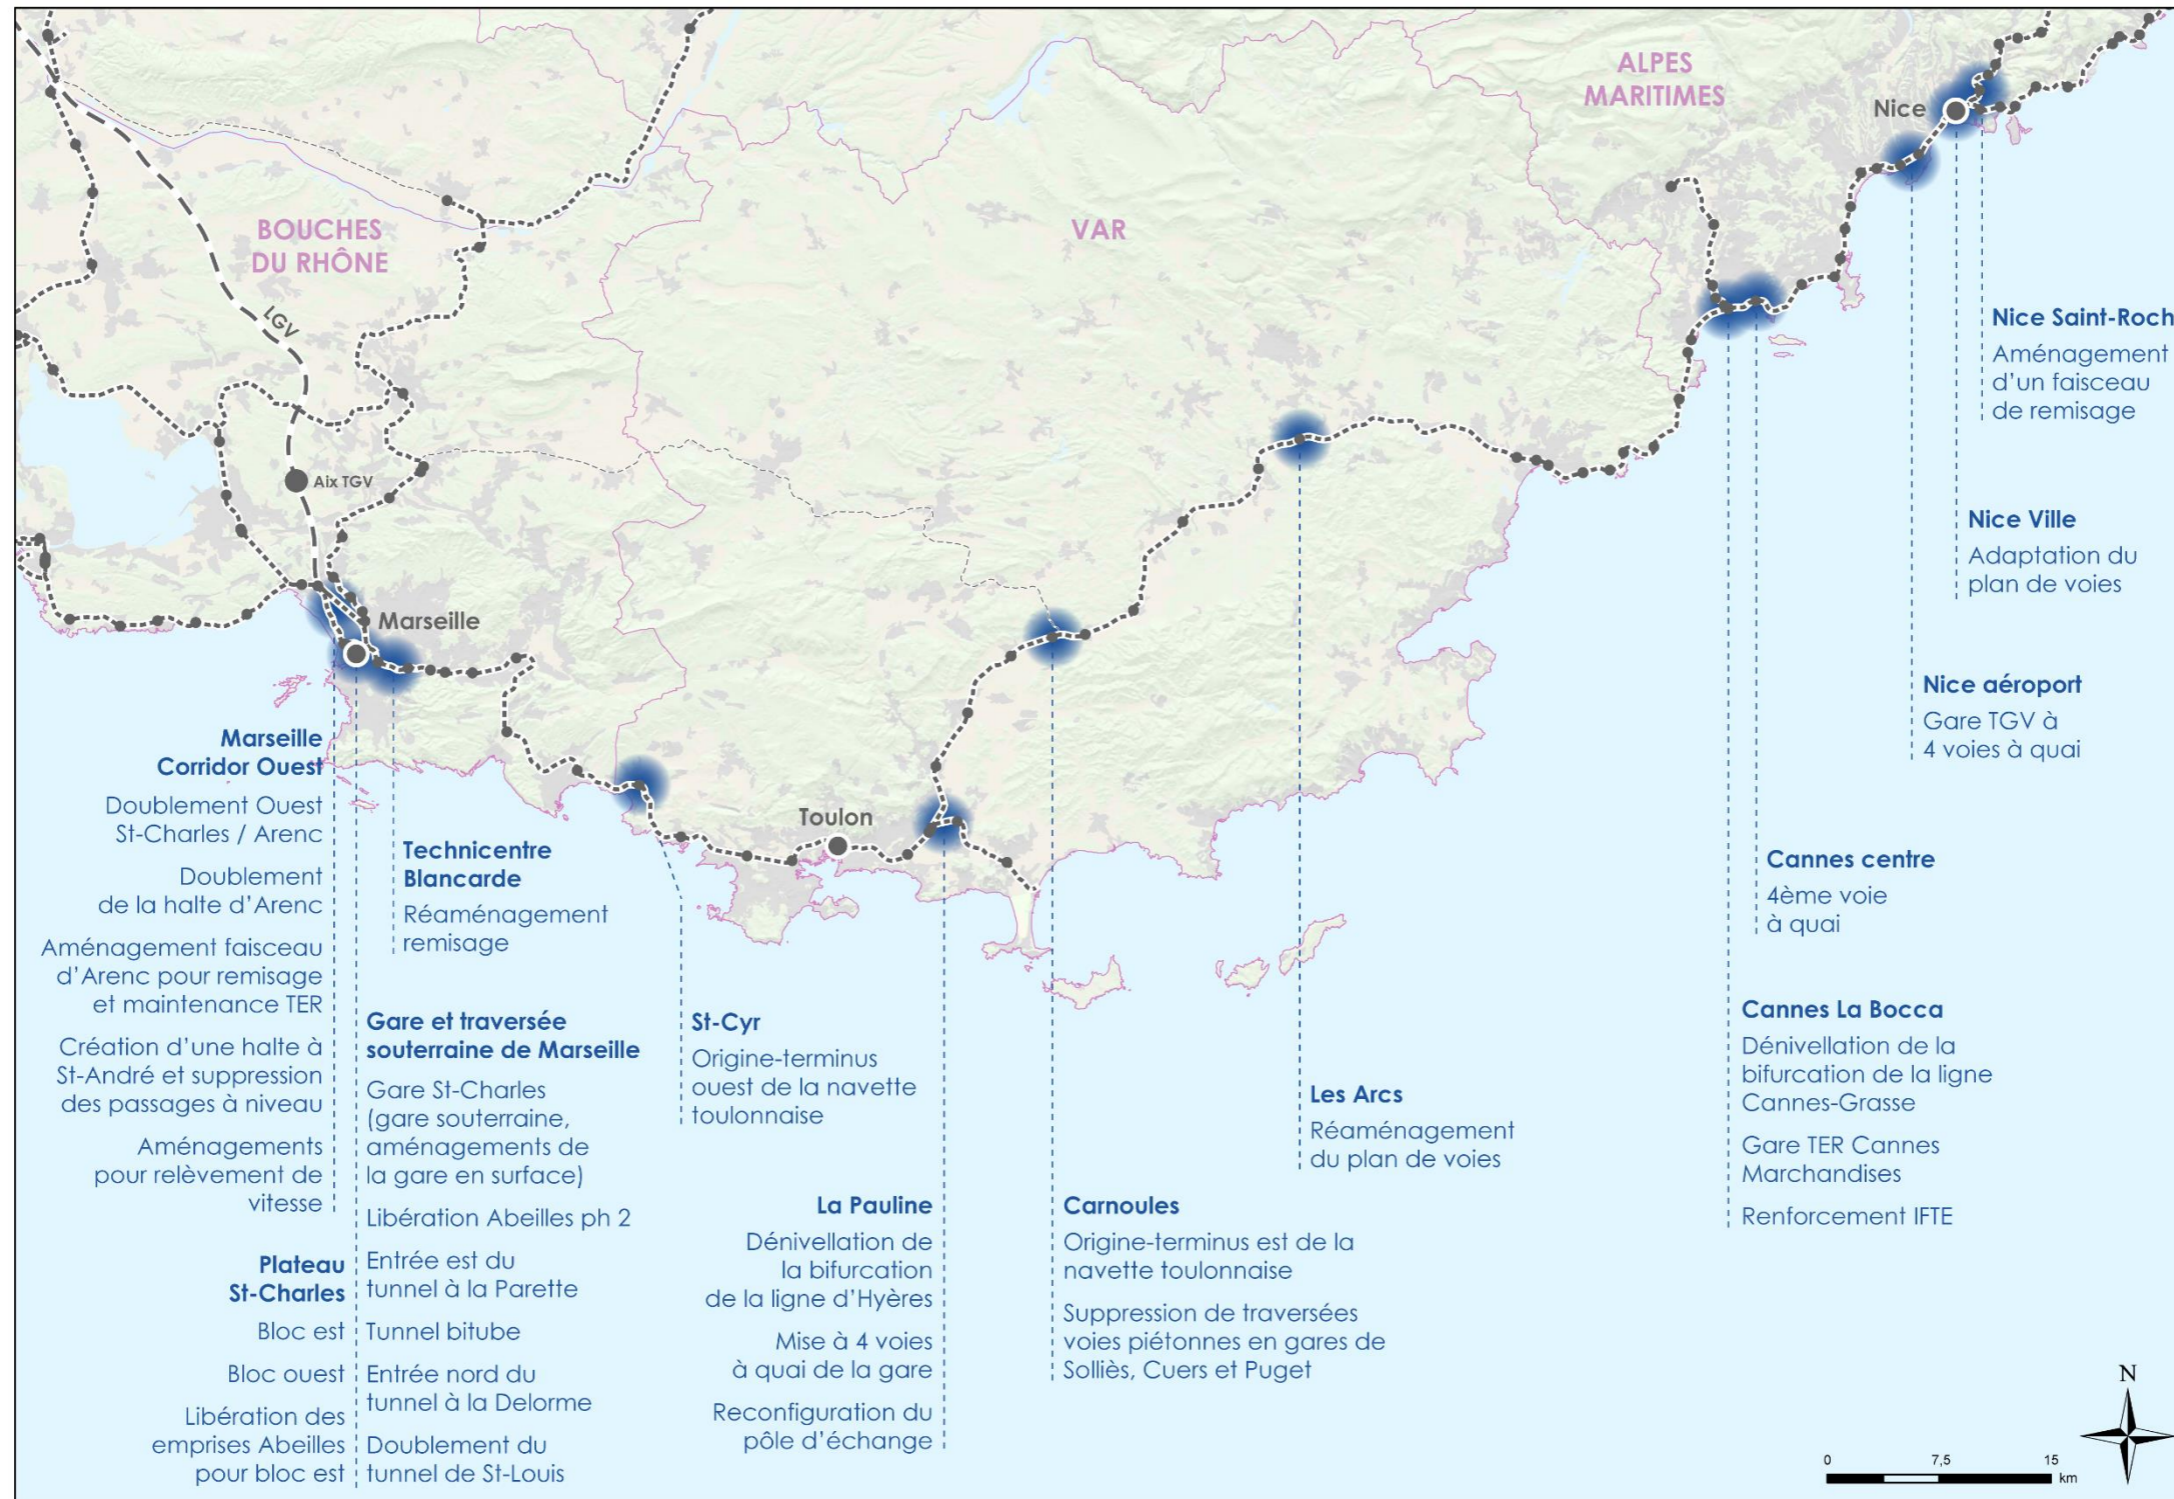 ALPES
MARITIMES
Nice
BOUCHES
DU RHÔNE
VAR
LGV
Aix TGV
Marseille
Toulon
Nice Saint-Roch
Aménagement
d'un faisceau
de remisage
Nice Ville
Adaptation du
plan de voies
Nice aéroport
Gare TGV à
4 voies à quai
Cannes centre
4ème voie
à quai
Cannes La Bocca
Dénivellation de la
bifurcation de la ligne
Cannes-Grasse
Gare TER Cannes
Marchandises
Renforcement IFTE
Marseille
Corridor Ouest
Doublement Ouest
St-Charles / Arenc
Doublement
de la halte d'Arenc
Aménagement faisceau
d'Arenc pour remisage
et maintenance TER
Création d'une halte à
St-André et suppression
des passages à niveau
Aménagements
pour relèvement de
vitesse
Plateau
St-Charles
Bloc est
Bloc ouest
Libération des
emprises Abeilles
pour bloc est
Technicentre
Blancarde
Réaménagement
remisage
Gare et traversée
souterraine de Marseille
Gare St-Charles
(gare souterraine,
aménagements de
la gare en surface)
Libération Abeilles ph 2
Entrée est du
tunnel à la Parette
Tunnel bitube
Entrée nord du
tunnel à la Delorme
Doublement du
tunnel de St-Louis
St-Cyr
Origine-terminus
ouest de la navette
toulonnaise
La Pauline
Dénivellation de
la bifurcation
de la ligne d'Hyères
Mise à 4 voies
à quai de la gare
Reconfiguration du
pôle d'échange
Carnoules
Origine-terminus est de la
navette toulonnaise
Suppression de traversées
voies piétonnes en gares de
Solliès, Cuers et Puget
Les Arcs
Réaménagement
du plan de voies
N
0 7,5 15
km